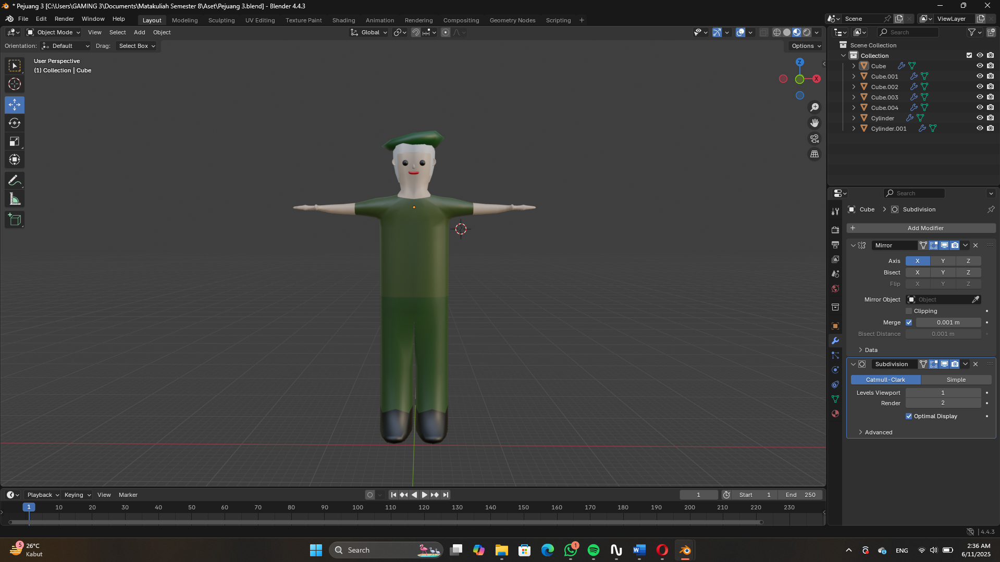 * Pejuang 3 [C:\Users\GAMING 3\Documents\Matakuliah Semester 8\Aset\Pejuang 3.blend] - Blender 4.4.3
File Edit Render Window Help Layout Modeling Sculpting UV Editing Texture Paint Shading Animation Rendering Compositing Geometry Nodes Scripting + Scene ViewLayer
Object Mode View Select Add Object Global Search
Orientation: Default Drag: Select Box Options
User Perspective
(1) Collection | Cube
Z
X
Scene Collection
Collection
Cube
Cube.001
Cube.002
Cube.003
Cube.004
Cylinder
Cylinder.001
Search
Cube > Subdivision
+ Add Modifier
Mirror
Axis X Y Z
Bisect X Y Z
Flip X Y Z
Mirror Object Object
Clipping
Merge 0.001 m
Bisect Distance 0.001 m
Data
Subdivision
Catmull-Clark Simple
Levels Viewport 1
Render 2
Optimal Display
Advanced
Playback Keying View Marker 1 Start 1 End 250
1 10 20 30 40 50 60 70 80 90 100 110 120 130 140 150 160 170 180 190 200 210 220 230
4.4.3
5 26°C
Kabut
Search
1
ENG
2:36 AM
6/11/2025